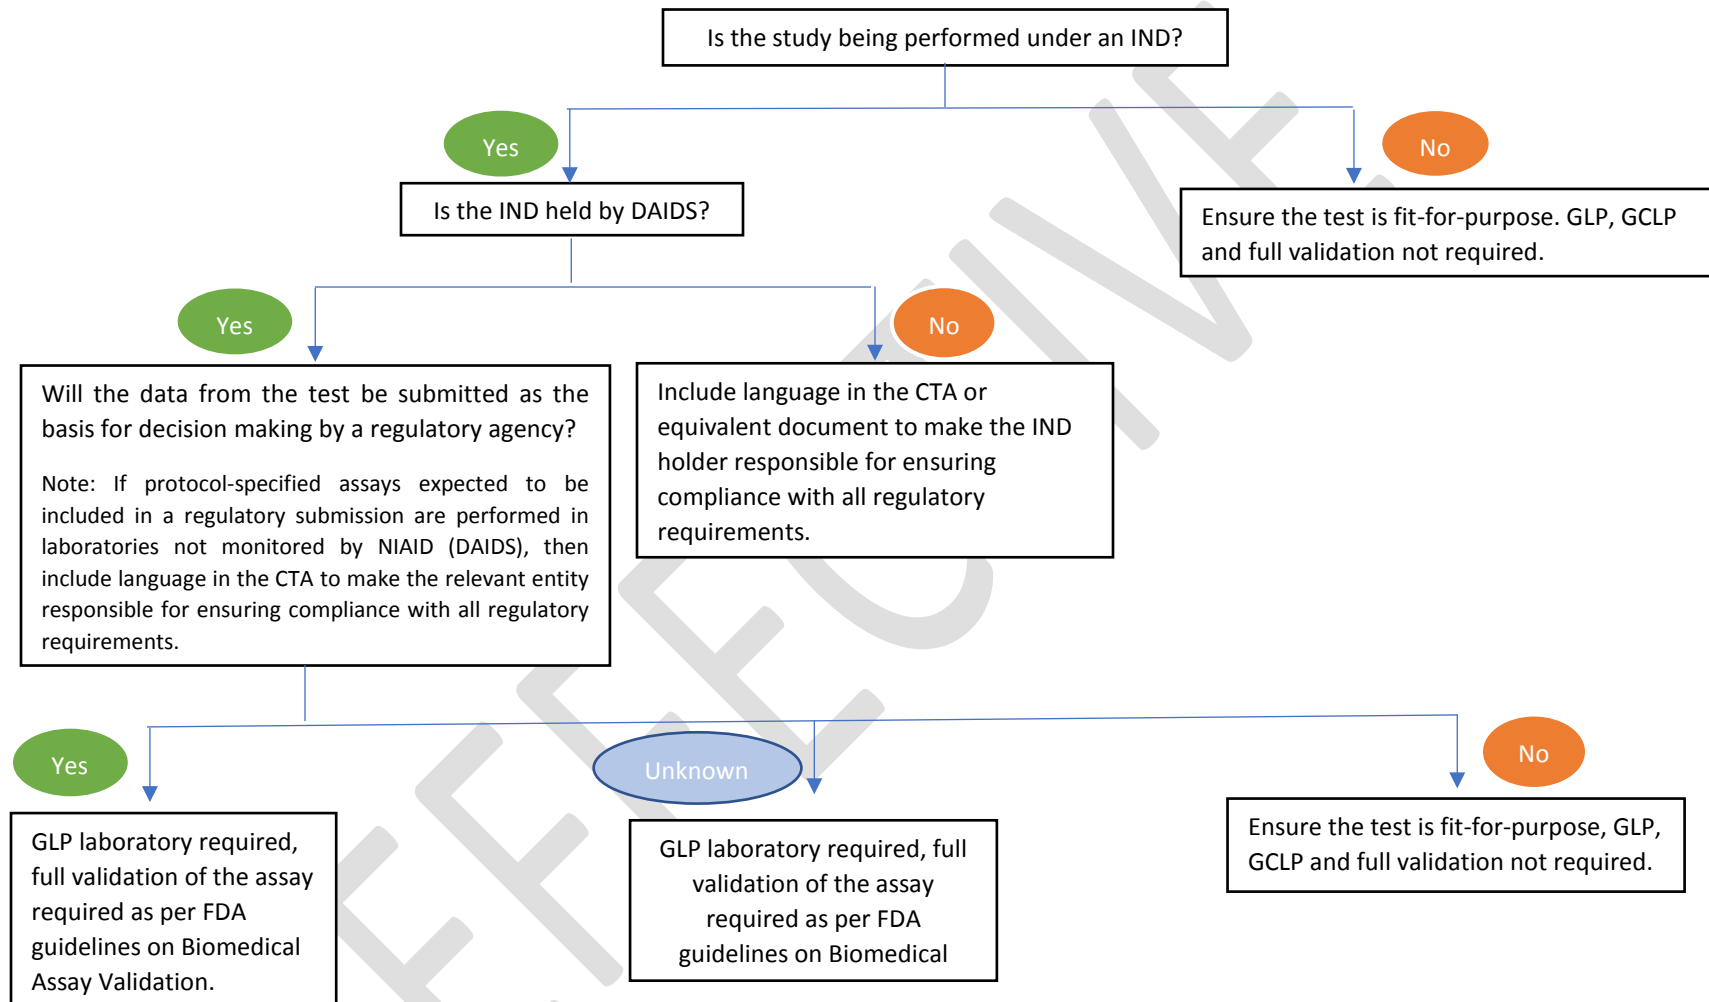 Is the study being performed under an IND?
Yes
No
Is the IND held by DAIDS?
Ensure the test is fit-for-purpose. GLP, GCLP
and full validation not required.
Yes
No
Will the data from the test be submitted as the
basis for decision making by a regulatory agency?
Note: If protocol-specified assays expected to be
included in a regulatory submission are performed in
laboratories not monitored by NIAID (DAIDS), then
include language in the CTA to make the relevant entity
responsible for ensuring compliance with all regulatory
requirements.
Include language in the CTA or
equivalent document to make the IND
holder responsible for ensuring
compliance with all regulatory
requirements.
Yes
Unknown
No
GLP laboratory required,
full validation of the assay
required as per FDA
guidelines on Biomedical
Assay Validation.
GLP laboratory required, full
validation of the assay
required as per FDA
guidelines on Biomedical
Ensure the test is fit-for-purpose, GLP,
GCLP and full validation not required.
EFFECTIVE